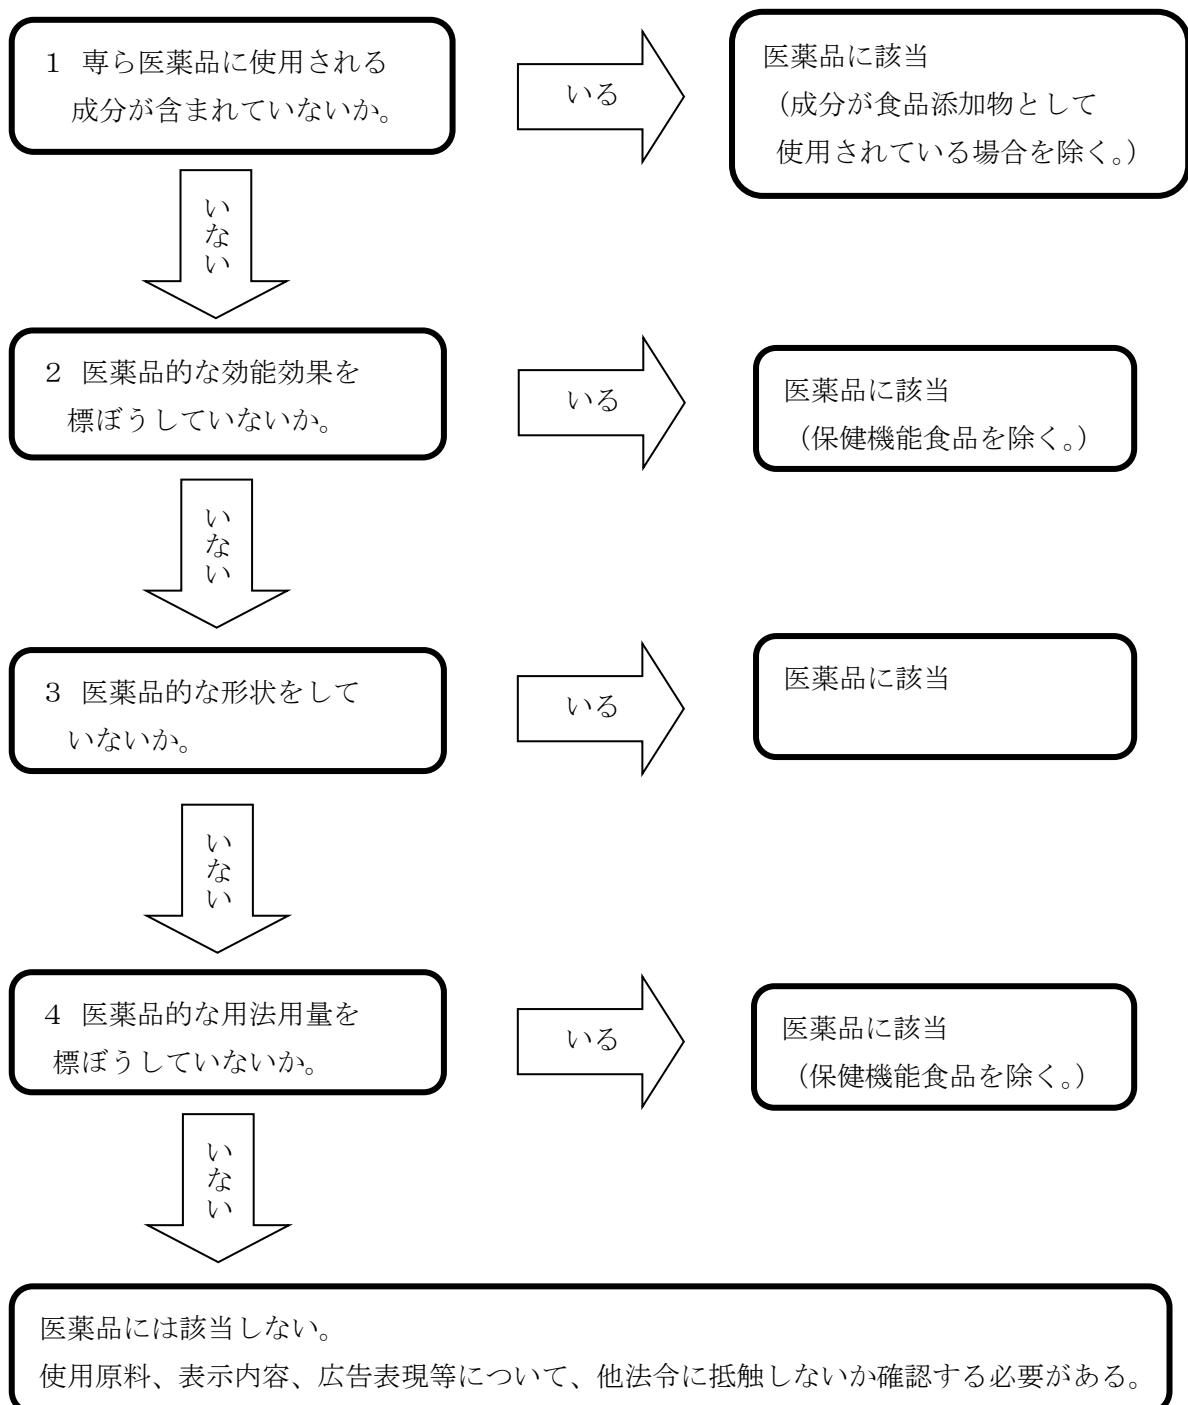 １ 専ら医薬品に使用される
成分が含まれていないか。
いる
医薬品に該当
（成分が食品添加物として
使用されている場合を除く。）
いない
２ 医薬品的な効能効果を
標ぼうしていないか。
いる
医薬品に該当
（保健機能食品を除く。）
いない
３ 医薬品的な形状をして
いないか。
いる
医薬品に該当
いない
４ 医薬品的な用法用量を
標ぼうしていないか。
いる
医薬品に該当
（保健機能食品を除く。）
いない
医薬品には該当しない。
使用原料、表示内容、広告表現等について、他法令に抵触しないか確認する必要がある。